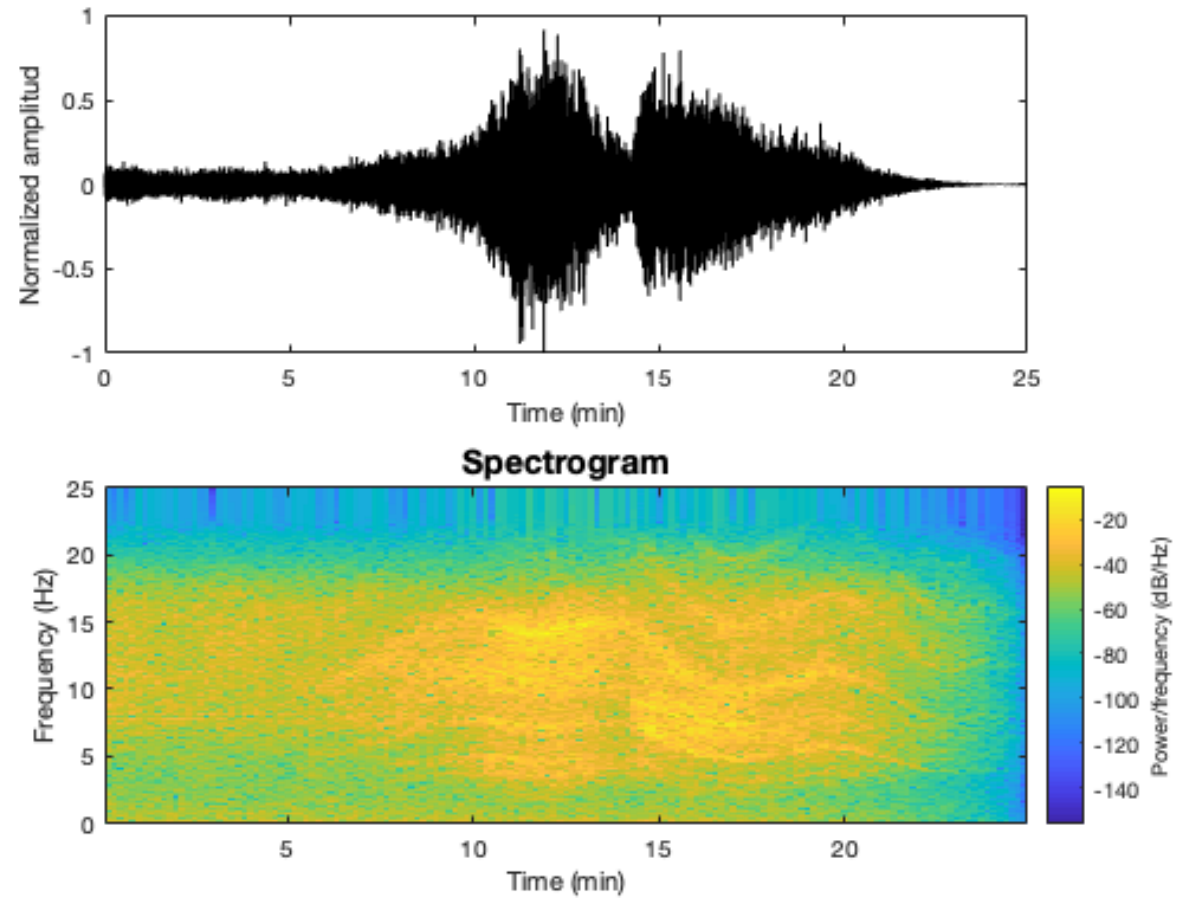 1
0.5
0
-0.5
-1
Normalized amplitud
0 5 10 15 20 25
Time (min)
Spectrogram
25
20
15
10
5
0
Frequency (Hz)
5 10 15 20
Time (min)
-20
-40
-60
-80
-100
-120
-140
Power/frequency (dB/Hz)